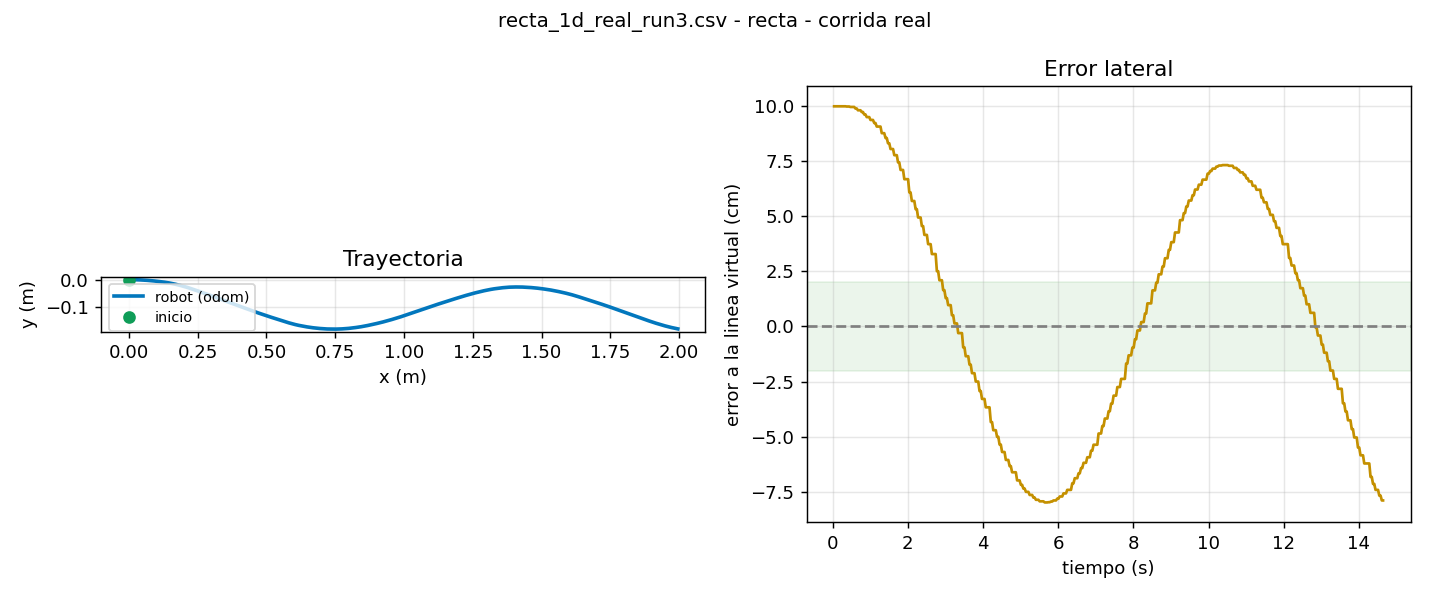 recta_1d_real_run3.csv - recta - corrida real
Trayectoria
y (m)
0.0
−0.1
robot (odom)
inicio
0.00 0.25 0.50 0.75 1.00 1.25 1.50 1.75 2.00
x (m)
Error lateral
error a la linea virtual (cm)
10.0
7.5
5.0
2.5
0.0
−2.5
−5.0
−7.5
0 2 4 6 8 10 12 14
tiempo (s)